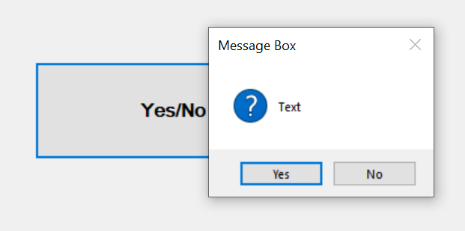 Message Box
Yes/No
Text
Yes
No